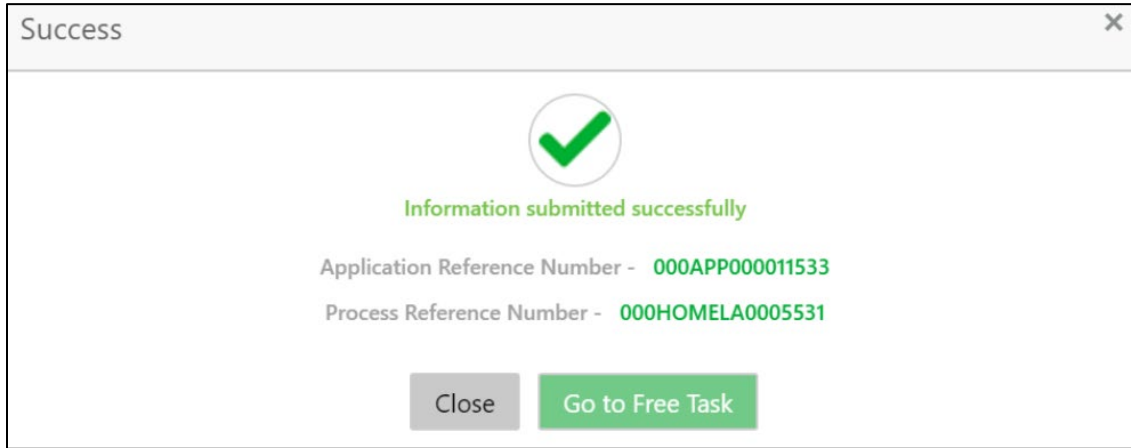 Success
Information submitted successfully
Application Reference Number - 000APP000011533
Process Reference Number - 000HOMELA0005531
Close Go to Free Task